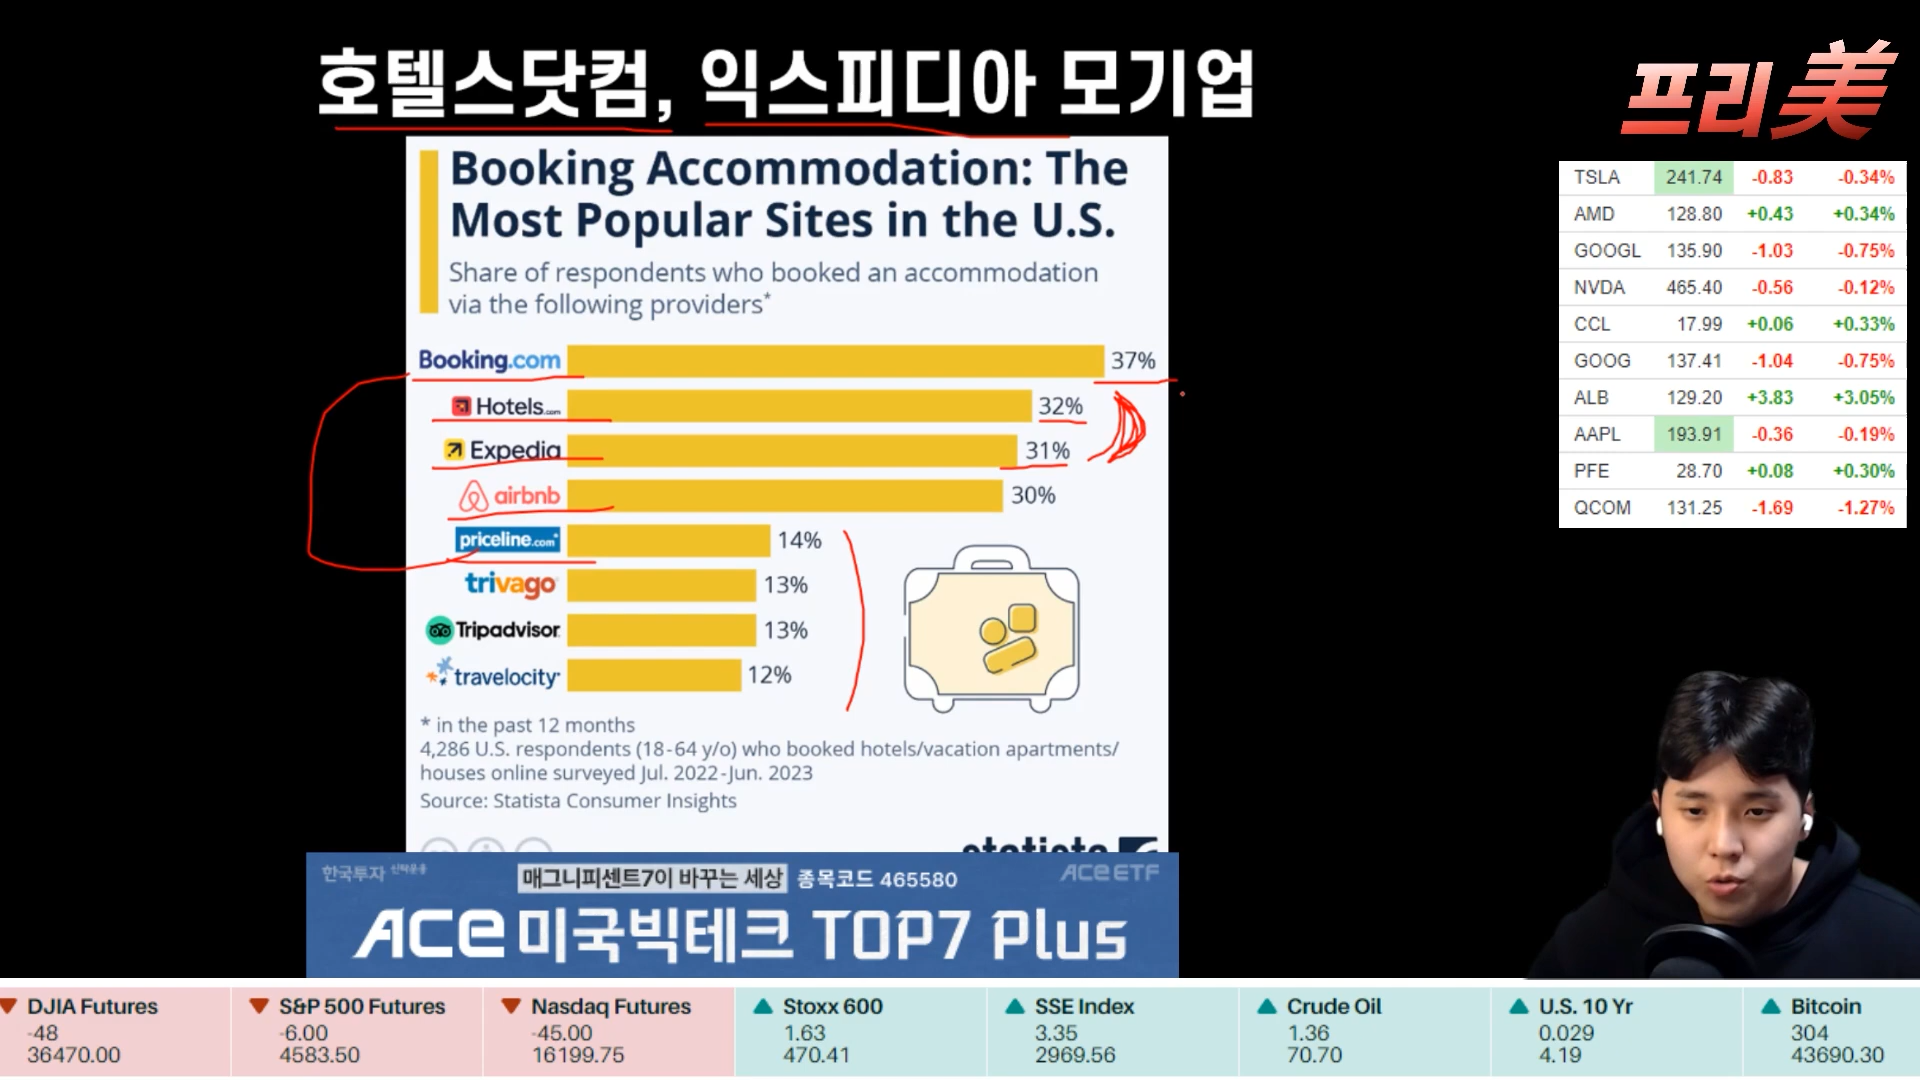 호텔스닷컴, 익스피디아 모기업
프리美
Booking Accommodation: The
Most Popular Sites in the U.S.
Share of respondents who booked an accommodation
via the following providers*
Booking.com 37%
Hotels.com 32%
Expedia 31%
airbnb 30%
priceline.com 14%
trivago 13%
Tripadvisor 13%
travelocity 12%
* in the past 12 months
4,286 U.S. respondents (18-64 y/o) who booked hotels/vacation apartments/
houses online surveyed Jul. 2022-Jun. 2023
Source: Statista Consumer Insights
statista
TSLA 241.74 -0.83 -0.34%
AMD 128.80 +0.43 +0.34%
GOOGL 135.90 -1.03 -0.75%
NVDA 465.40 -0.56 -0.12%
CCL 17.99 +0.06 +0.33%
GOOG 137.41 -1.04 -0.75%
ALB 129.20 +3.83 +3.05%
AAPL 193.91 -0.36 -0.19%
PFE 28.70 +0.08 +0.30%
QCOM 131.25 -1.69 -1.27%
한국투자 신탁운용
매그니피센트7이 바꾸는 세상 종목코드 465580
ACE ETF
ACE 미국빅테크 TOP7 Plus
DJIA Futures
-48
36470.00
S&P 500 Futures
-6.00
4583.50
Nasdaq Futures
-45.00
16199.75
Stoxx 600
1.63
470.41
SSE Index
3.35
2969.56
Crude Oil
1.36
70.70
U.S. 10 Yr
0.029
4.19
Bitcoin
304
43690.30